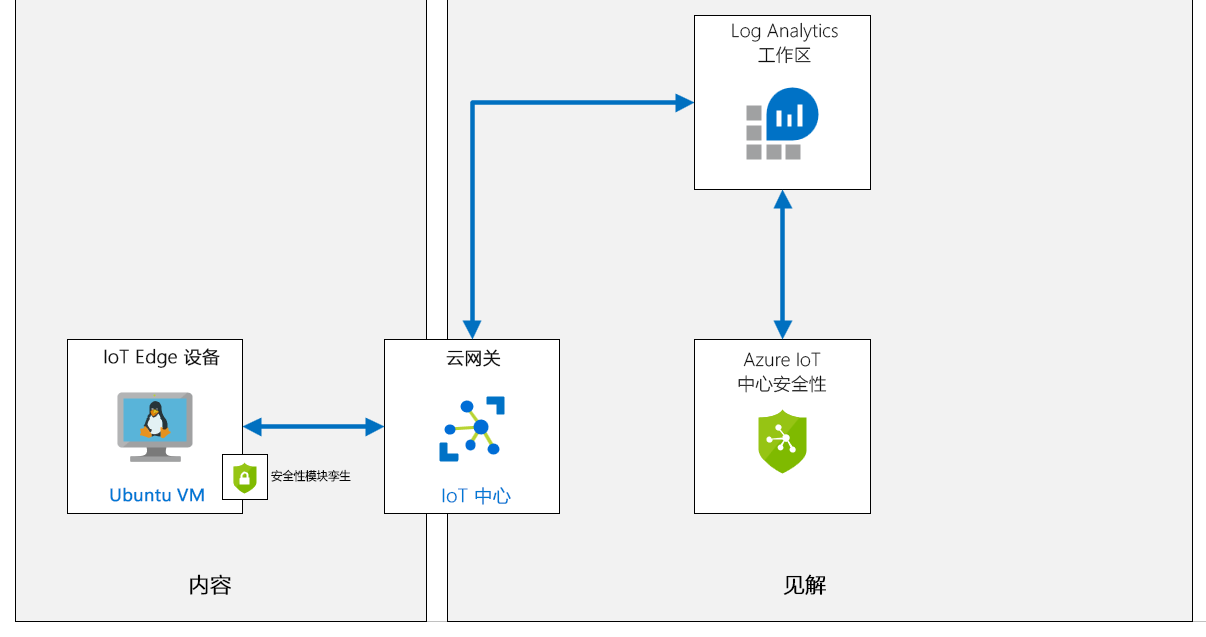 Log Analytics
工作区
IoT Edge 设备
云网关
Azure IoT
中心安全性
安全性模块孪生
Ubuntu VM
IoT 中心
内容
见解